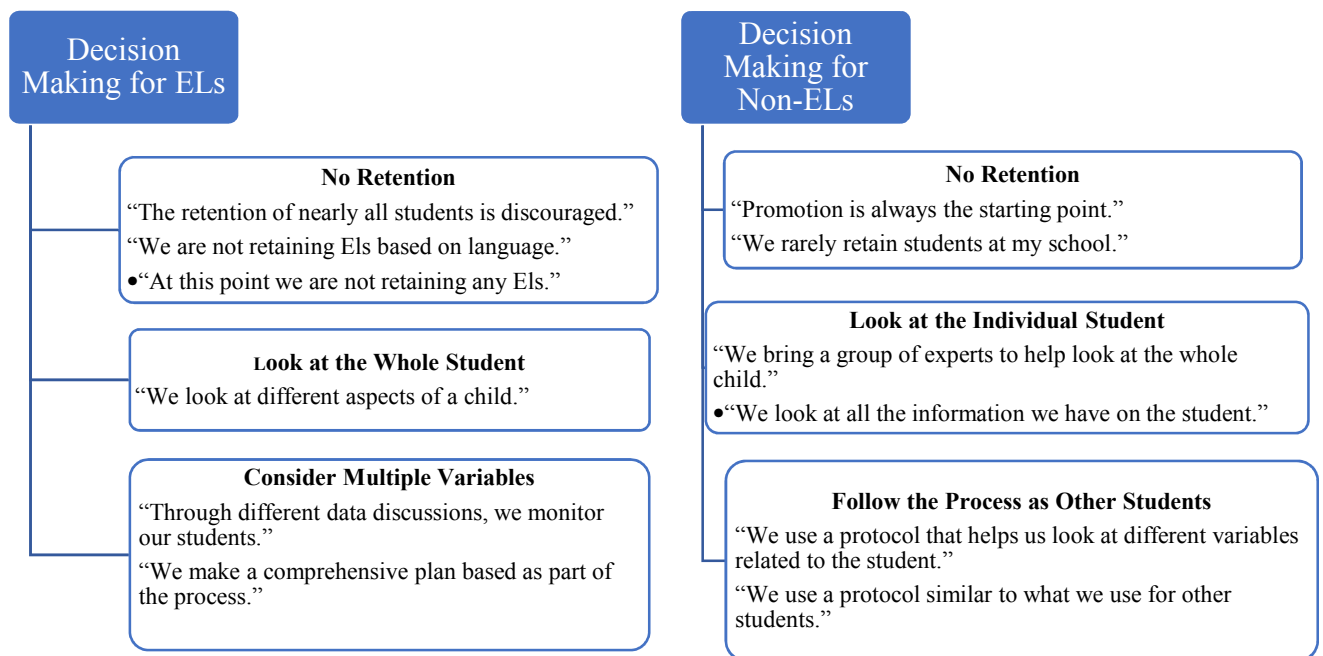 Decision
Making for ELs
No Retention
“The retention of nearly all students is discouraged.”
“We are not retaining Els based on language.”
•“At this point we are not retaining any Els.”
Look at the Whole Student
“We look at different aspects of a child.”
Consider Multiple Variables
“Through different data discussions, we monitor
our students.”
“We make a comprehensive plan based as part of
the process.”
Decision
Making for
Non-ELs
No Retention
“Promotion is always the starting point.”
“We rarely retain students at my school.”
Look at the Individual Student
“We bring a group of experts to help look at the whole
child.”
•“We look at all the information we have on the student.”
Follow the Process as Other Students
“We use a protocol that helps us look at different variables
related to the student.”
“We use a protocol similar to what we use for other
students.”